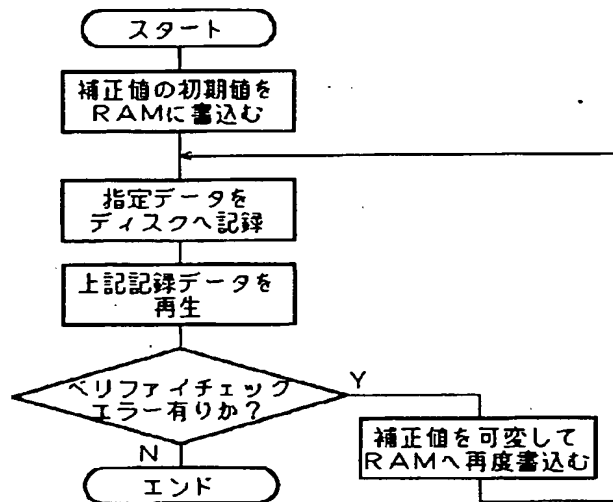 スタート
補正値の初期値を
RAMに書込む
指定データを
ディスクへ記録
上記記録データを
再生
ベリファイチェック
エラー有りか?
Y
N
補正値を可変して
RAMへ再度書込む
エンド